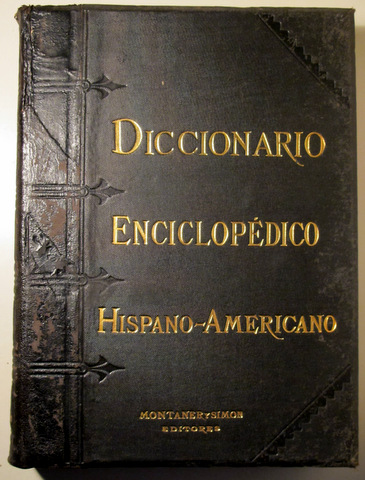 DICCIONARIO
ENCICLOPÉDICO
HISPANO-AMERICANO
MONTANER Y SIMON
EDITORES